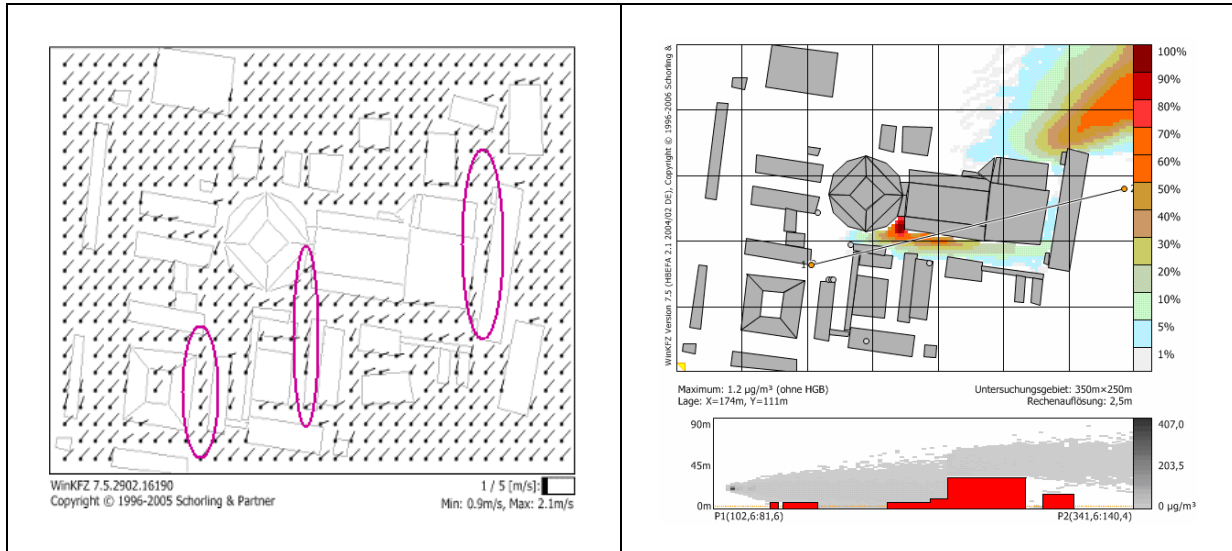 WinKFZ 7.5.2902.16190
Copyright © 1996-2005 Schorling & Partner
1 / 5 [m/s]:
Min: 0.9m/s, Max: 2.1m/s
WinKFZ Version 7.5 (HBEFA 2.1 2004/02 DE), Copyright © 1996-2006 Schorling &
1
2
100%
90%
80%
70%
60%
50%
40%
30%
20%
10%
5%
1%
Maximum: 1.2 µg/m³ (ohne HGB)
Lage: X=174m, Y=111m
Untersuchungsgebiet: 350m×250m
Rechenauflösung: 2,5m
90m
45m
0m
P1(102,6:81,6)
P2(341,6:140,4)
407,0
203,5
0 µg/m³